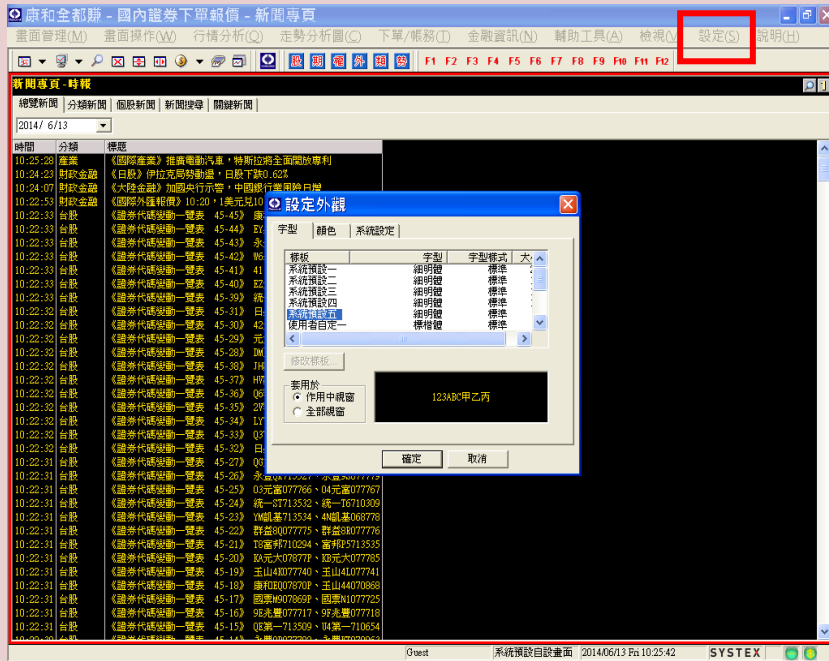 康和全都賺 - 國內證券下單報價 - 新聞專頁
畫面管理(M) 畫面操作(W) 行情分析(Q) 走勢分析圖(C) 下單/帳務(T) 金融資訊(N) 輔助工具(A) 檢視(V) 設定(S) 說明(H)
股 期 權 外 類 勢 F1 F2 F3 F4 F5 F6 F7 F8 F9 F10 F11 F12
新聞專頁-時報
總覽新聞 分類新聞 個股新聞 新聞搜尋 關鍵新聞
2014/ 6/13
時間 分類 標題
10:25:28 產業 《國際產業》推廣電動汽車，特斯拉將全面開放專利
10:24:23 財政金融 《日股》伊拉克局勢動盪，日股下跌0.62%
10:24:07 財政金融 《大陸金融》加國央行示警，中國銀行業風險日增
10:22:53 財政金融 《國際外匯報價》10:20，1美元兌10
10:22:33 台股 《證券代碼變動一覽表 45-45》 康
10:22:33 台股 《證券代碼變動一覽表 45-44》 EY
10:22:33 台股 《證券代碼變動一覽表 45-43》 永
10:22:33 台股 《證券代碼變動一覽表 45-42》 W6
10:22:33 台股 《證券代碼變動一覽表 45-41》 41
10:22:33 台股 《證券代碼變動一覽表 45-40》 EZ
10:22:33 台股 《證券代碼變動一覽表 45-39》 統
10:22:32 台股 《證券代碼變動一覽表 45-31》 日
10:22:32 台股 《證券代碼變動一覽表 45-30》 42
10:22:32 台股 《證券代碼變動一覽表 45-29》 元
10:22:32 台股 《證券代碼變動一覽表 45-28》 DM
10:22:32 台股 《證券代碼變動一覽表 45-38》 JH
10:22:32 台股 《證券代碼變動一覽表 45-37》 HV
10:22:32 台股 《證券代碼變動一覽表 45-36》 Q6
10:22:32 台股 《證券代碼變動一覽表 45-35》 2V
10:22:32 台股 《證券代碼變動一覽表 45-34》 LY
10:22:32 台股 《證券代碼變動一覽表 45-33》 Q3
10:22:32 台股 《證券代碼變動一覽表 45-32》 日
10:22:31 台股 《證券代碼變動一覽表 45-27》 QG
10:22:31 台股 《證券代碼變動一覽表 45-26》
10:22:31 台股 《證券代碼變動一覽表 45-25》 03元富077766、04元富077767
10:22:31 台股 《證券代碼變動一覽表 45-24》 統一ST713532、統一T6710309
10:22:31 台股 《證券代碼變動一覽表 45-23》 YM凱基713534、4N凱基068778
10:22:31 台股 《證券代碼變動一覽表 45-22》 群益8Q077775、群益8R077776
10:22:31 台股 《證券代碼變動一覽表 45-21》 T8富邦710294、富邦P5713535
10:22:31 台股 《證券代碼變動一覽表 45-20》 KA元大07877P、KB元大077785
10:22:31 台股 《證券代碼變動一覽表 45-19》 玉山4K077740、玉山4L077741
10:22:31 台股 《證券代碼變動一覽表 45-18》 康和EQ07870P、玉山44070868
10:22:31 台股 《證券代碼變動一覽表 45-17》 國票M907869P、國票N1077725
10:22:31 台股 《證券代碼變動一覽表 45-16》 9E兆豐077717、9F兆豐077718
10:22:31 台股 《證券代碼變動一覽表 45-15》 QE第一713509、U4第一710654
設定外觀
字型 顏色 系統設定
樣板 字型 字型樣式 大小
系統預設一 細明體 標準
系統預設二 細明體 標準
系統預設三 細明體 標準
系統預設四 細明體 標準
系統預設五 細明體 標準
使用者自定一 標楷體 標準
修改樣板...
套用於
作用中視窗
全部視窗
123ABC甲乙丙
確定 取消
Guest 系統預設自設畫面 2014/06/13 Fri 10:25:42 SYSTEX